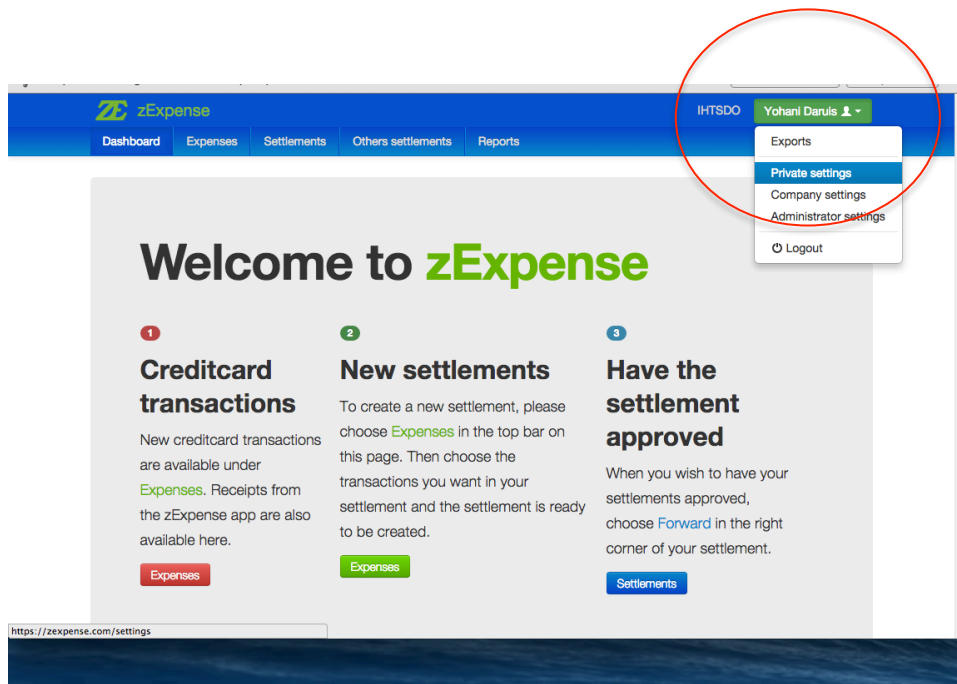 ZE zExpense
IHTSDO Yohani Daruis
Dashboard Expenses Settlements Others settlements Reports
Exports
Private settings
Company settings
Administrator settings
Logout
Welcome to zExpense
1
Creditcard
transactions
New creditcard transactions
are available under
Expenses. Receipts from
the zExpense app are also
available here.
Expenses
2
New settlements
To create a new settlement, please
choose Expenses in the top bar on
this page. Then choose the
transactions you want in your
settlement and the settlement is ready
to be created.
Expenses
3
Have the
settlement
approved
When you wish to have your
settlements approved,
choose Forward in the right
corner of your settlement.
Settlements
https://zexpense.com/settings